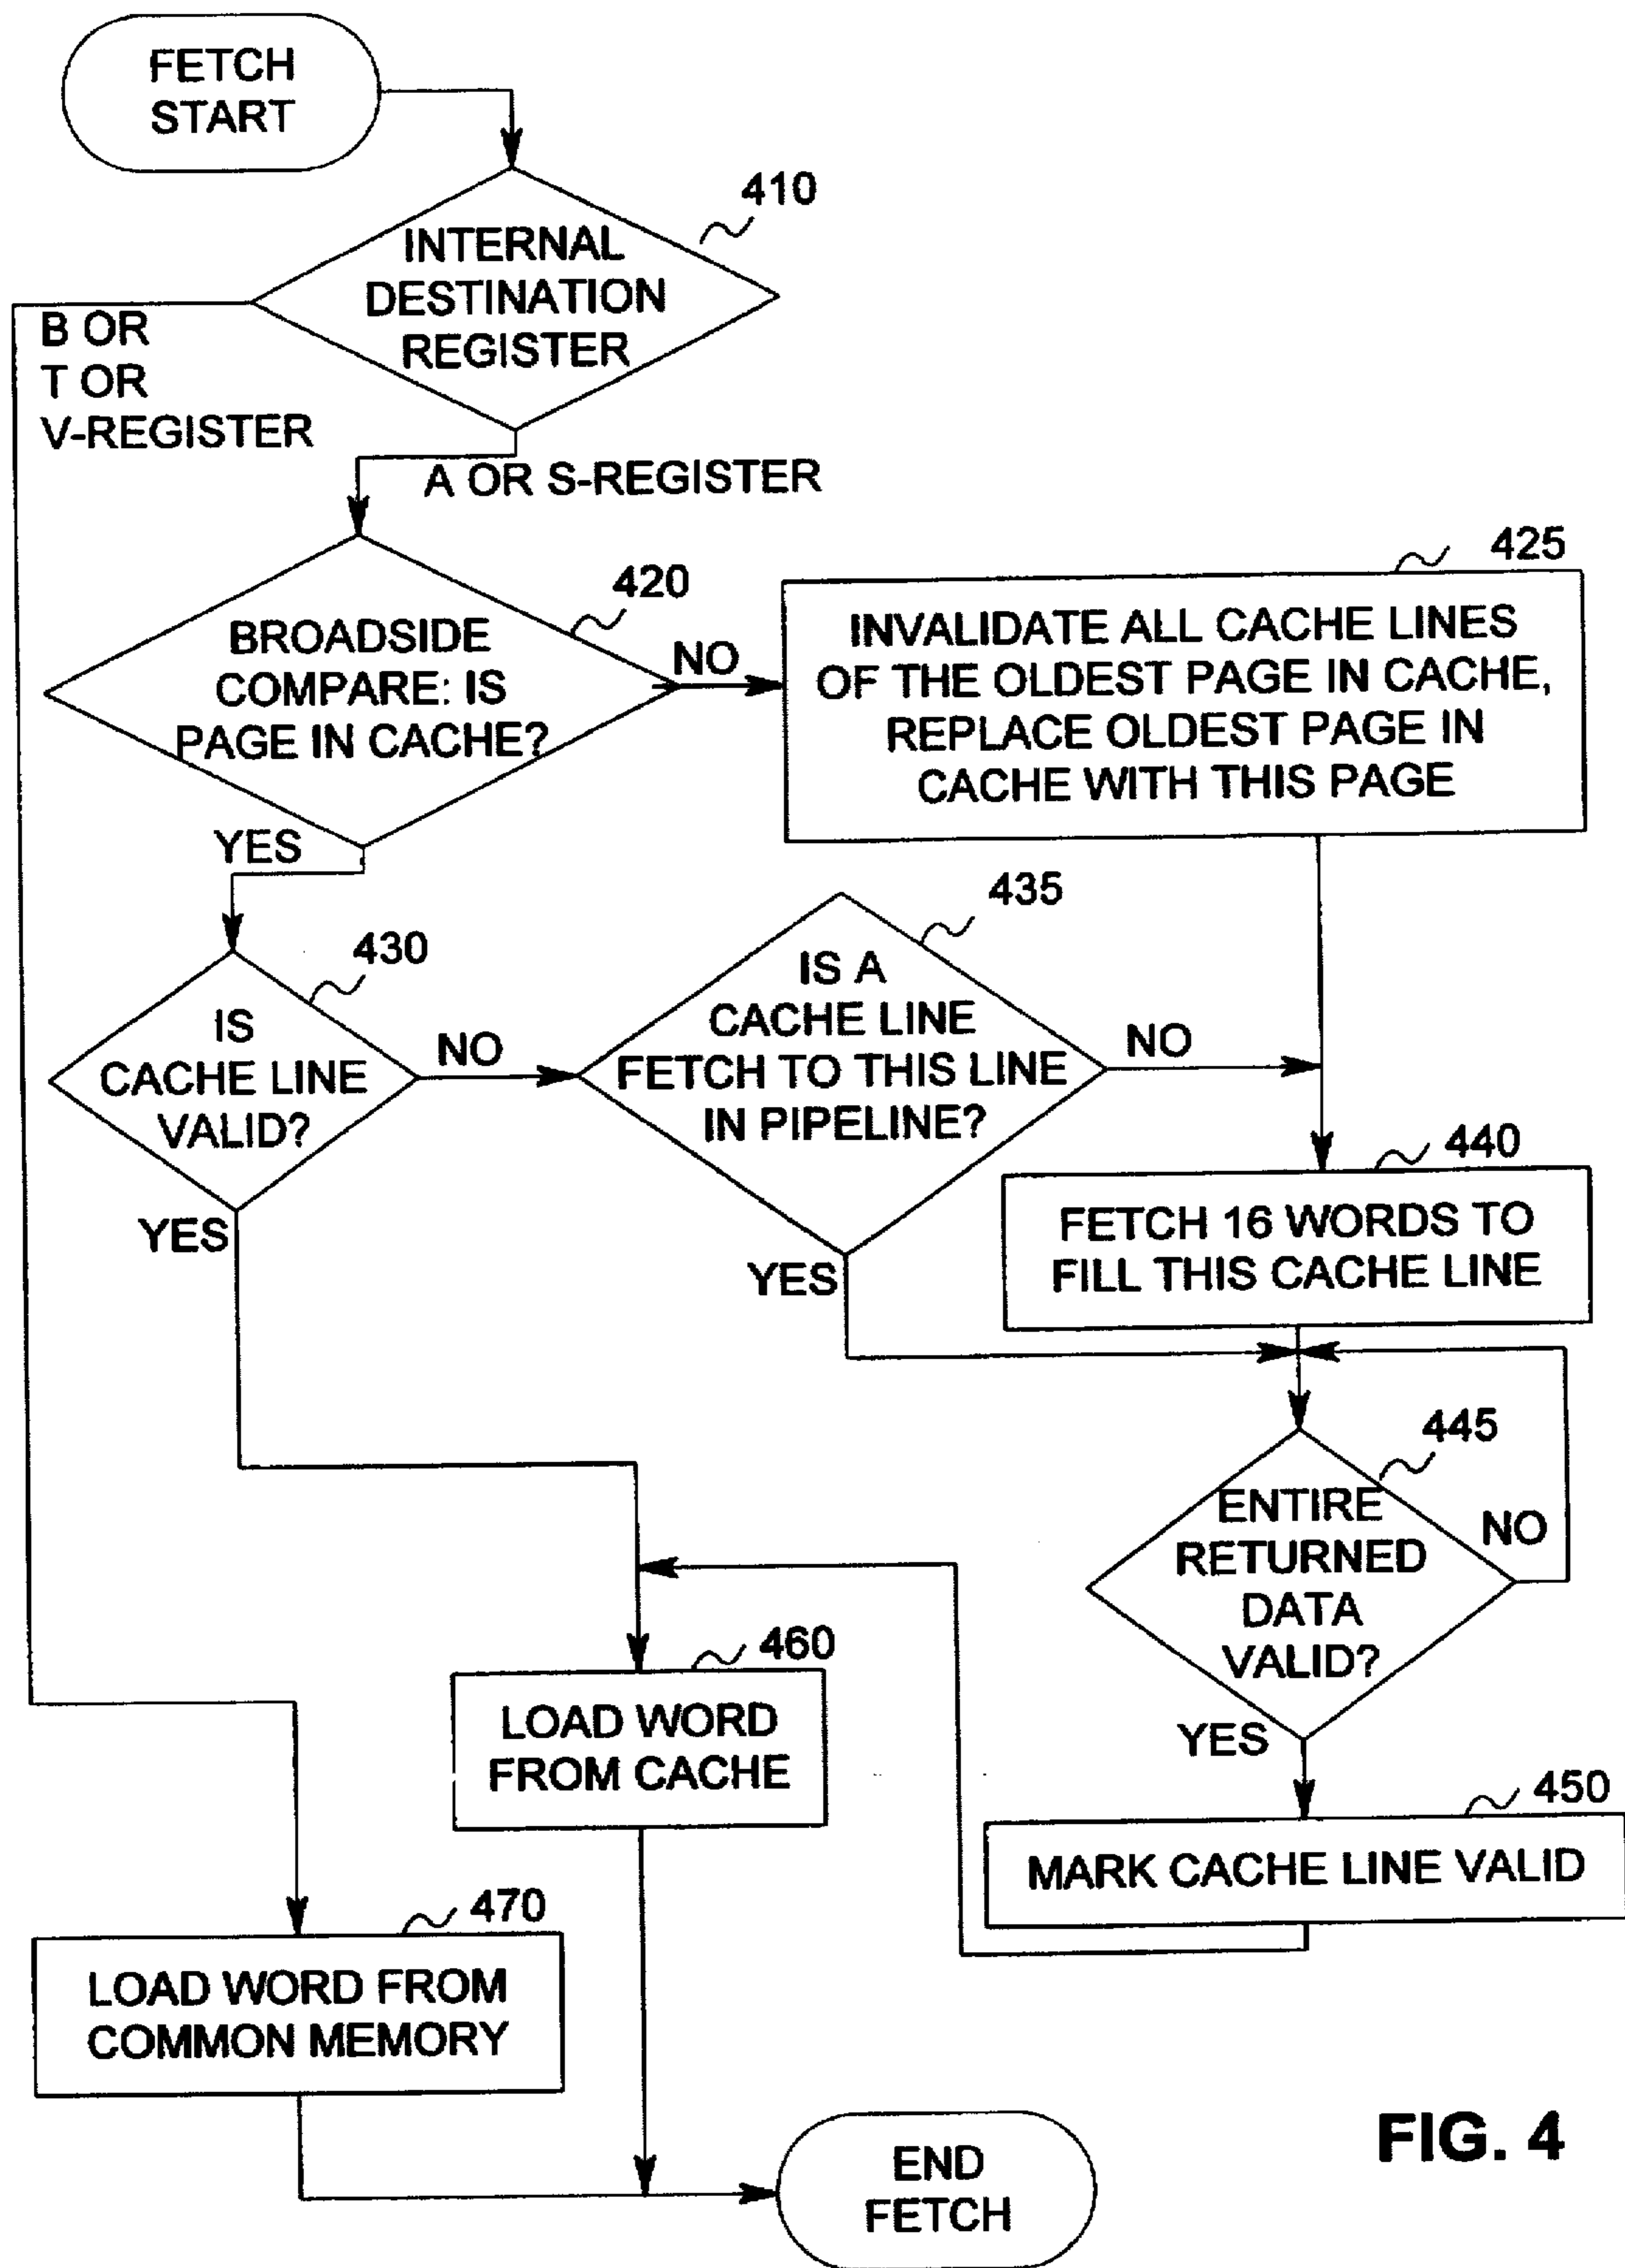 FETCH
START
410
INTERNAL
DESTINATION
REGISTER
B OR
T OR
V-REGISTER
A OR S-REGISTER
420
BROADSIDE
COMPARE: IS
PAGE IN CACHE?
NO
425
INVALIDATE ALL CACHE LINES
OF THE OLDEST PAGE IN CACHE,
REPLACE OLDEST PAGE IN
CACHE WITH THIS PAGE
YES
430
IS
CACHE LINE
VALID?
NO
435
IS A
CACHE LINE
FETCH TO THIS LINE
IN PIPELINE?
NO
YES
YES
440
FETCH 16 WORDS TO
FILL THIS CACHE LINE
445
ENTIRE
RETURNED
DATA
VALID?
NO
YES
450
MARK CACHE LINE VALID
460
LOAD WORD
FROM CACHE
470
LOAD WORD FROM
COMMON MEMORY
END
FETCH
FIG. 4